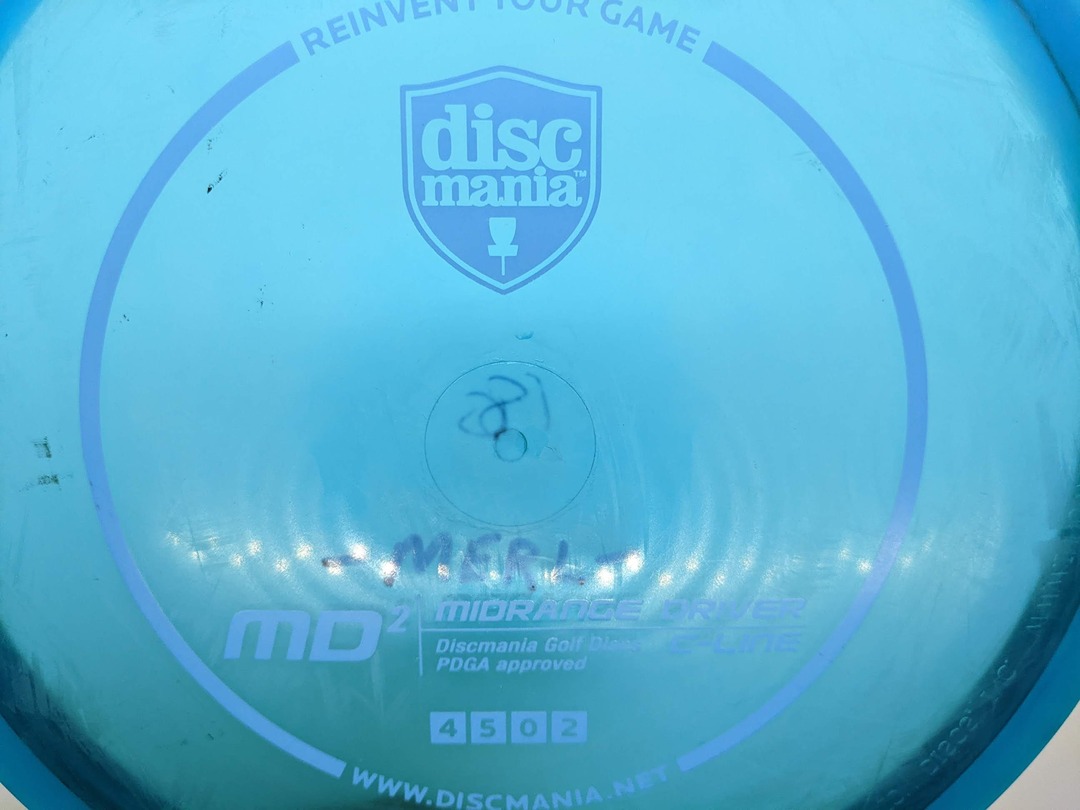 REINVENT YOUR GAME
disc
mania™
- MERL -
MD² MIDRANGE DRIVER
Discmania Golf Discs C-LINE
PDGA approved
4 5 0 2
WWW.DISCMANIA.NET